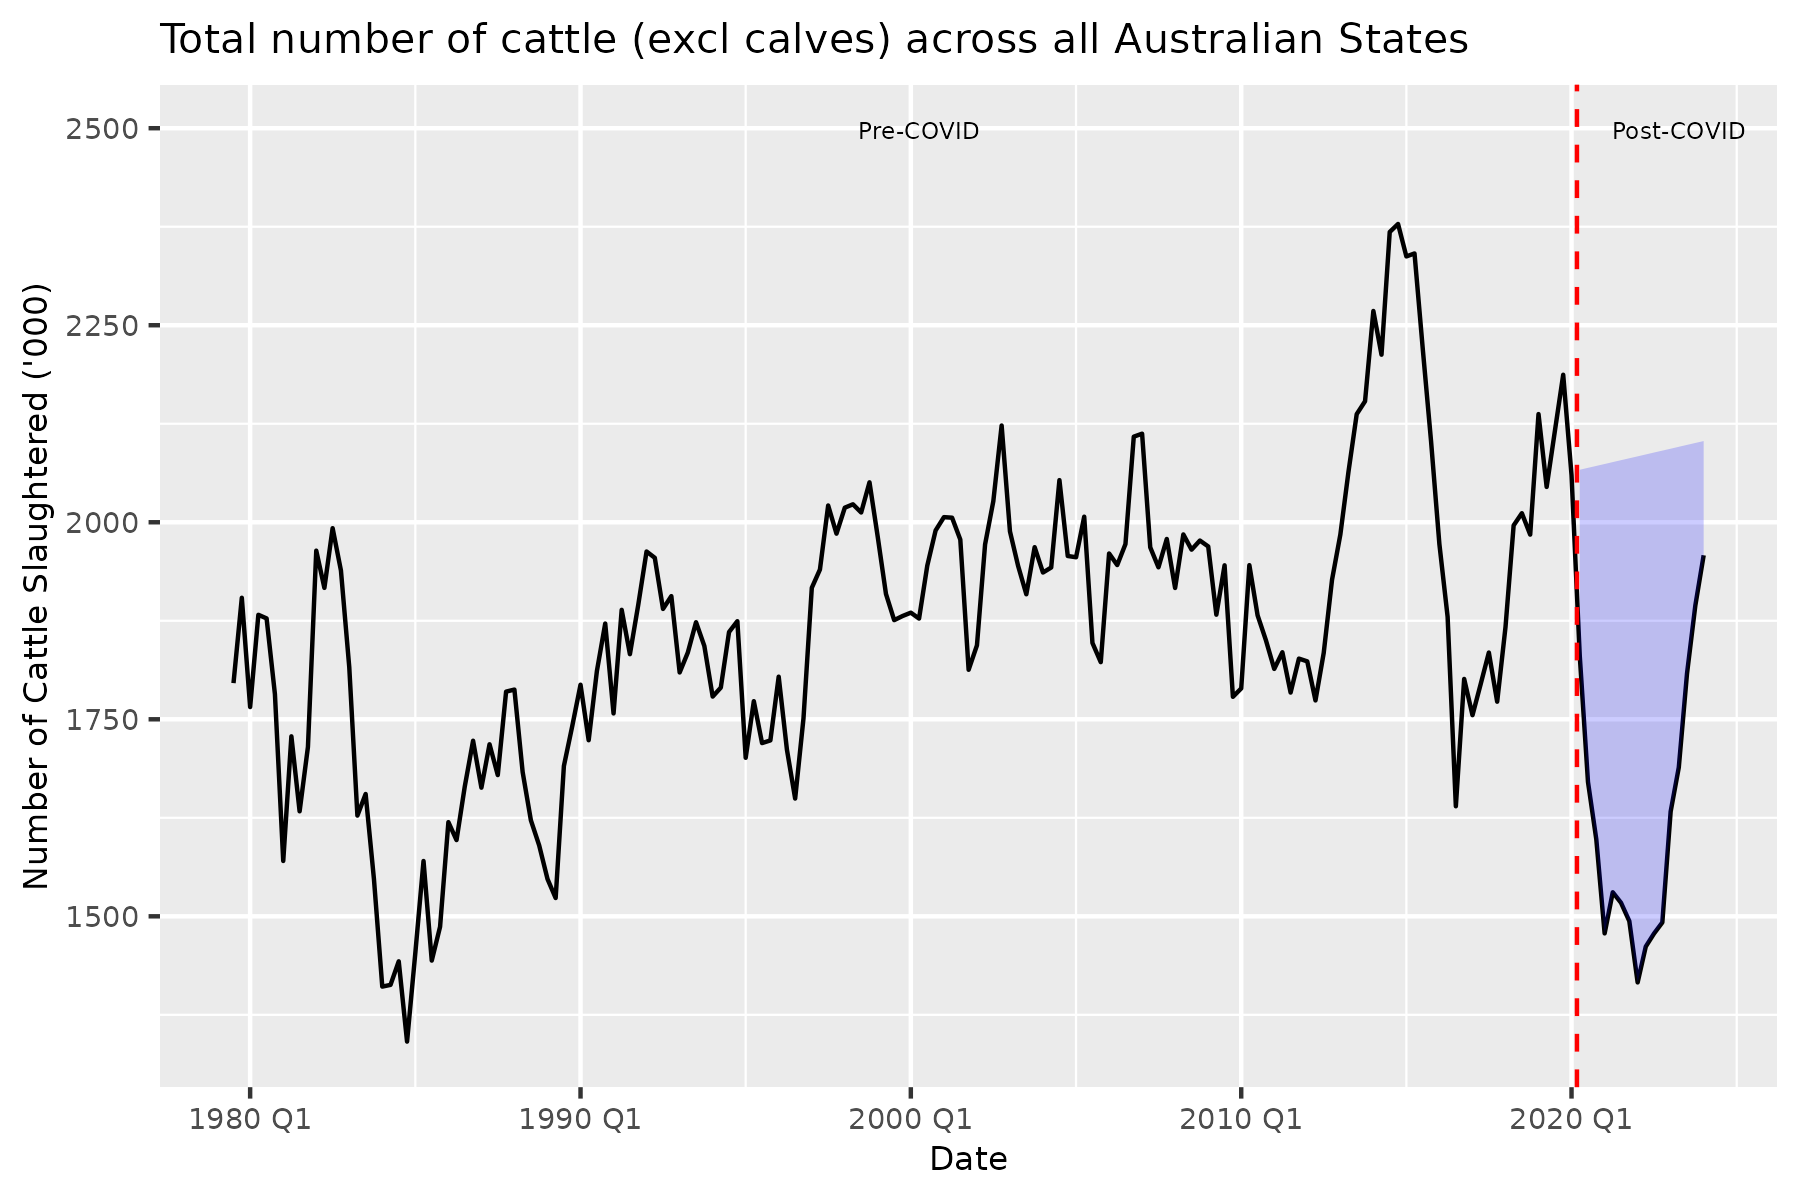 Total number of cattle (excl calves) across all Australian States
Pre-COVID
Post-COVID
Number of Cattle Slaughtered ('000)
2500
2250
2000
1750
1500
1980 Q1
1990 Q1
2000 Q1
2010 Q1
2020 Q1
Date